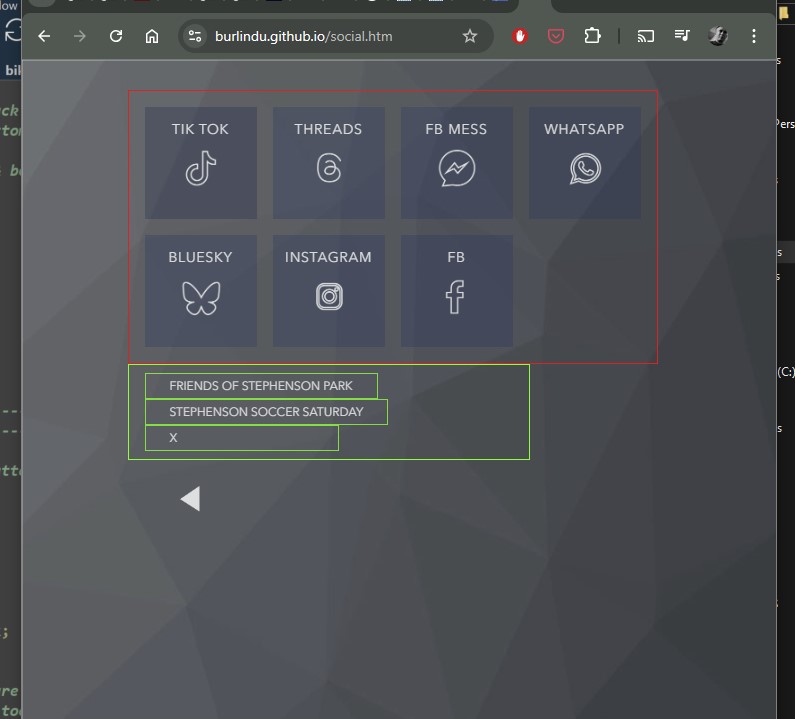 low
burlindu.github.io/social.htm
TIK TOK
THREADS
FB MESS
WHATSAPP
BLUESKY
INSTAGRAM
FB
FRIENDS OF STEPHENSON PARK
STEPHENSON SOCCER SATURDAY
X
(C:)